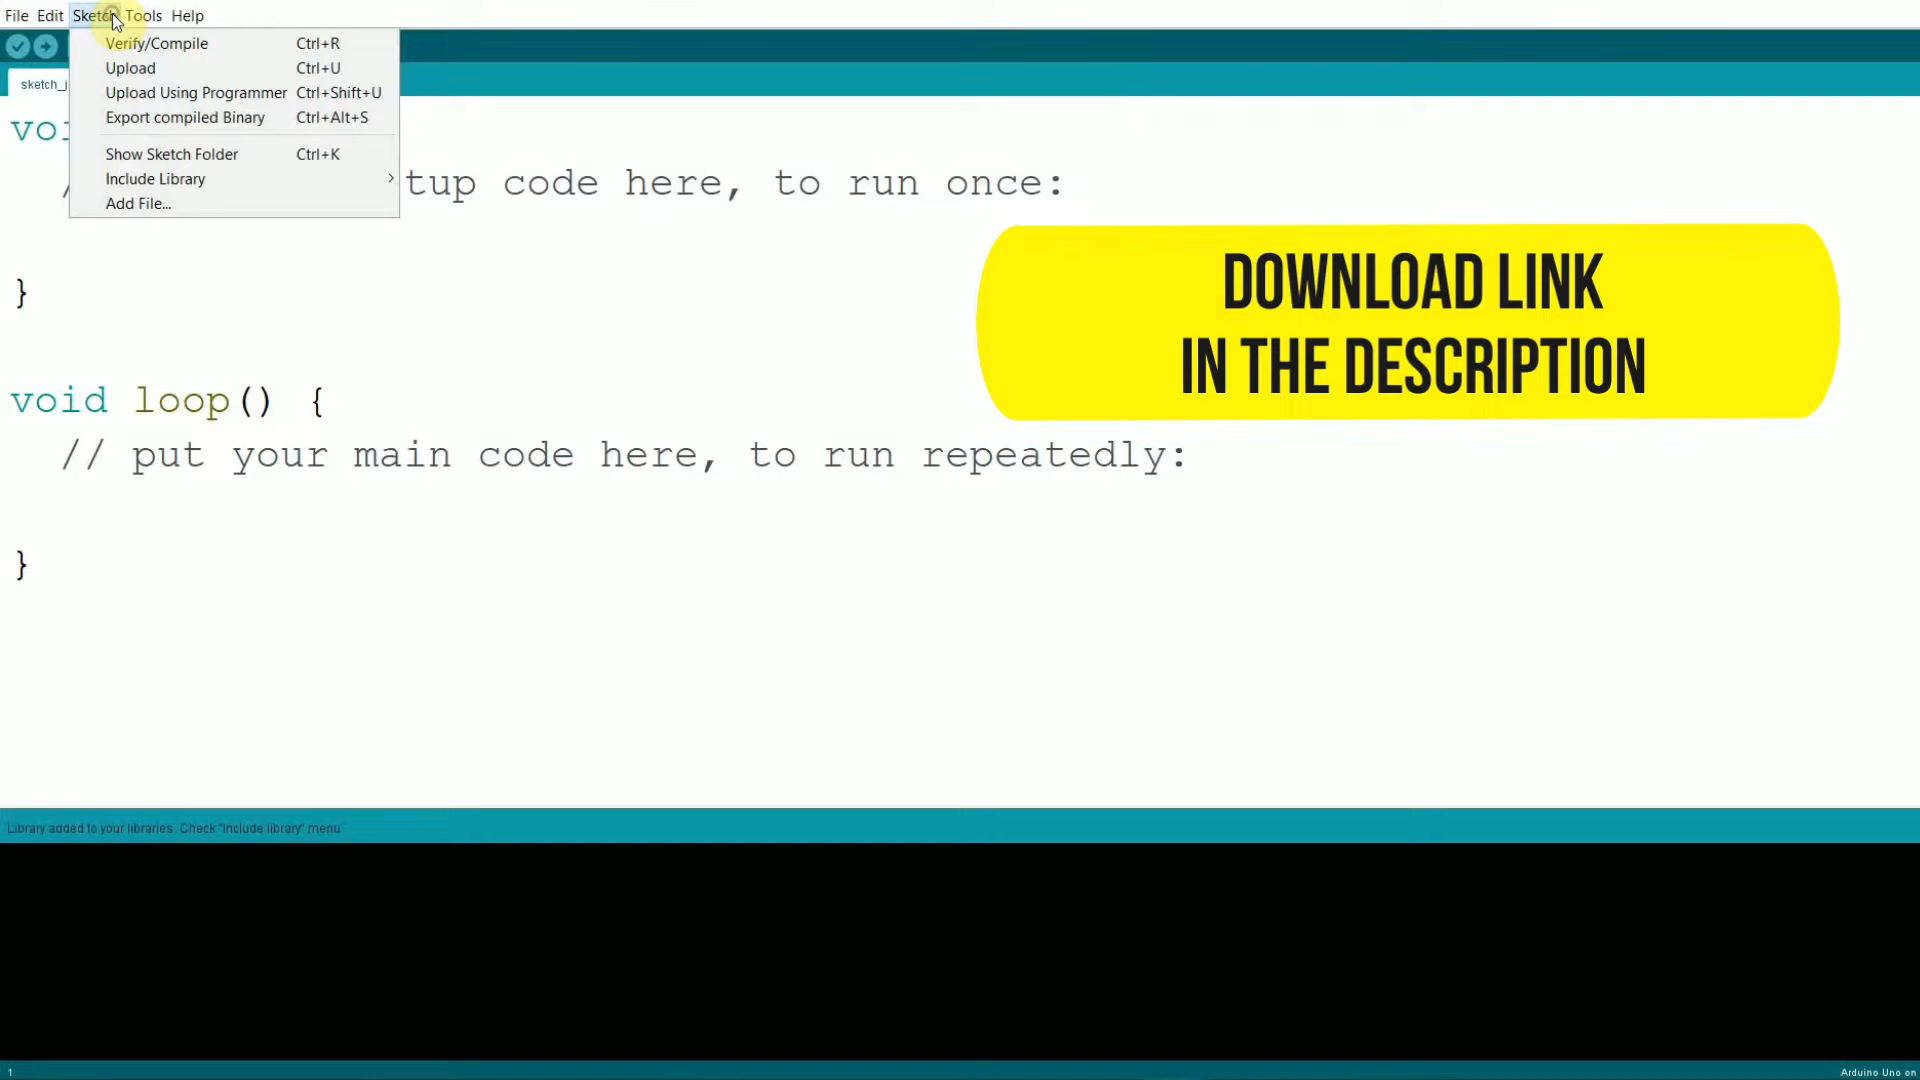 File Edit Sketch Tools Help
Verify/Compile Ctrl+R
Upload Ctrl+U
Upload Using Programmer Ctrl+Shift+U
Export compiled Binary Ctrl+Alt+S
Show Sketch Folder Ctrl+K
Include Library
Add File...
sketch_j
voi
/ tup code here, to run once:
}
DOWNLOAD LINK
IN THE DESCRIPTION
void loop() {
// put your main code here, to run repeatedly:
}
Library added to your libraries. Check "Include library" menu
1
Arduino Uno on